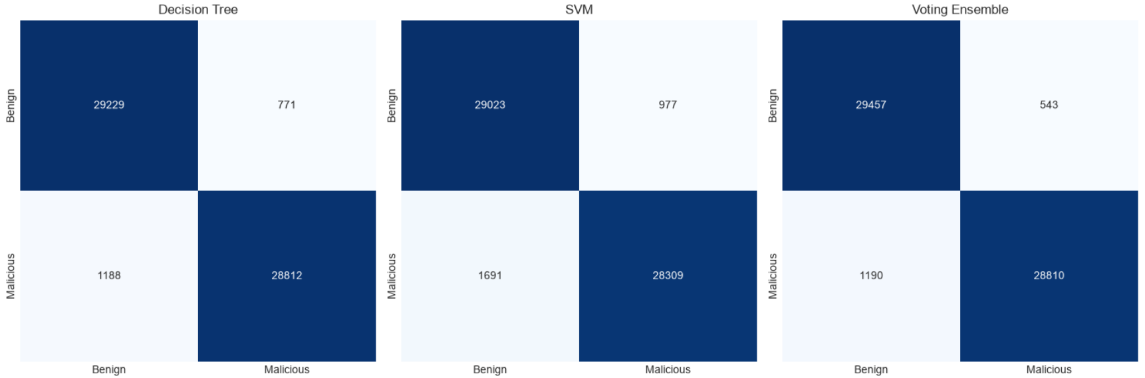 Decision Tree
Benign
29229
771
Malicious
1188
28812
Benign
Malicious
SVM
Benign
29023
977
Malicious
1691
28309
Benign
Malicious
Voting Ensemble
Benign
29457
543
Malicious
1190
28810
Benign
Malicious